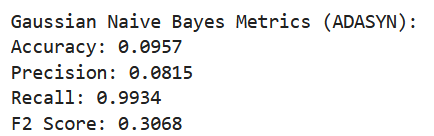 Gaussian Naive Bayes Metrics (ADASYN):
Accuracy: 0.0957
Precision: 0.0815
Recall: 0.9934
F2 Score: 0.3068